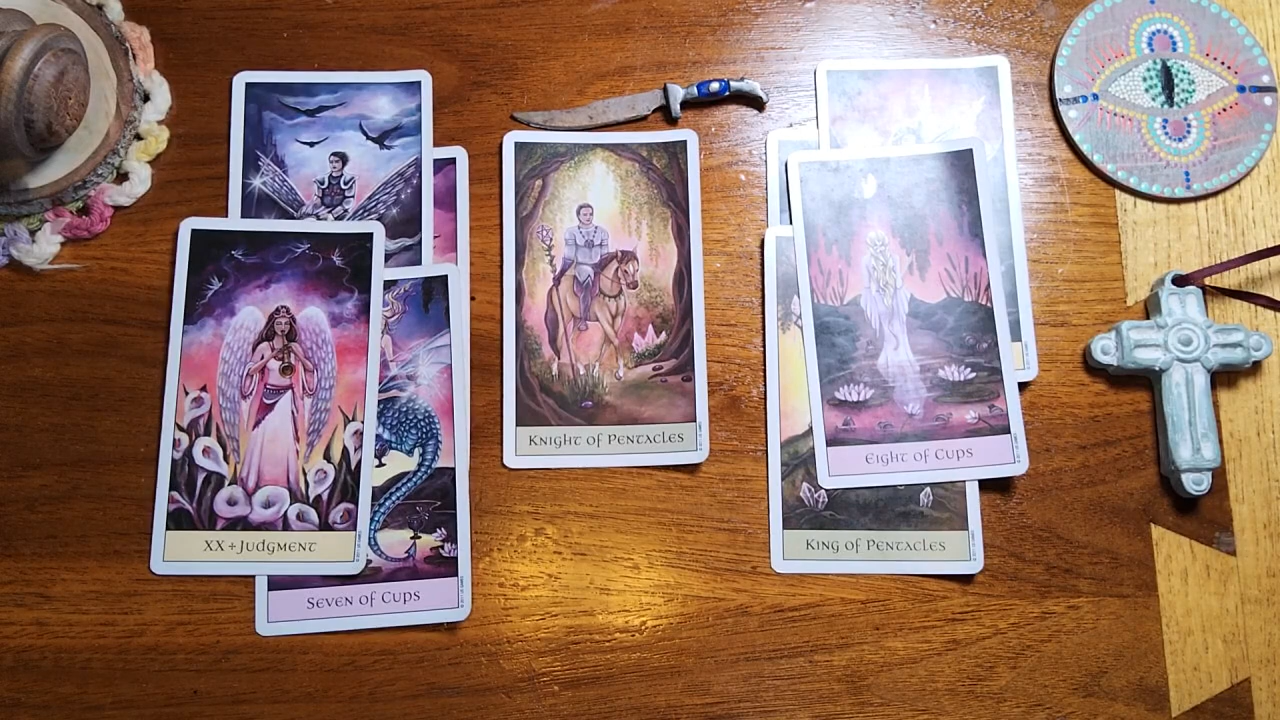 XX + Judgment
Seven of Cups
Knight of Pentacles
Eight of Cups
King of Pentacles